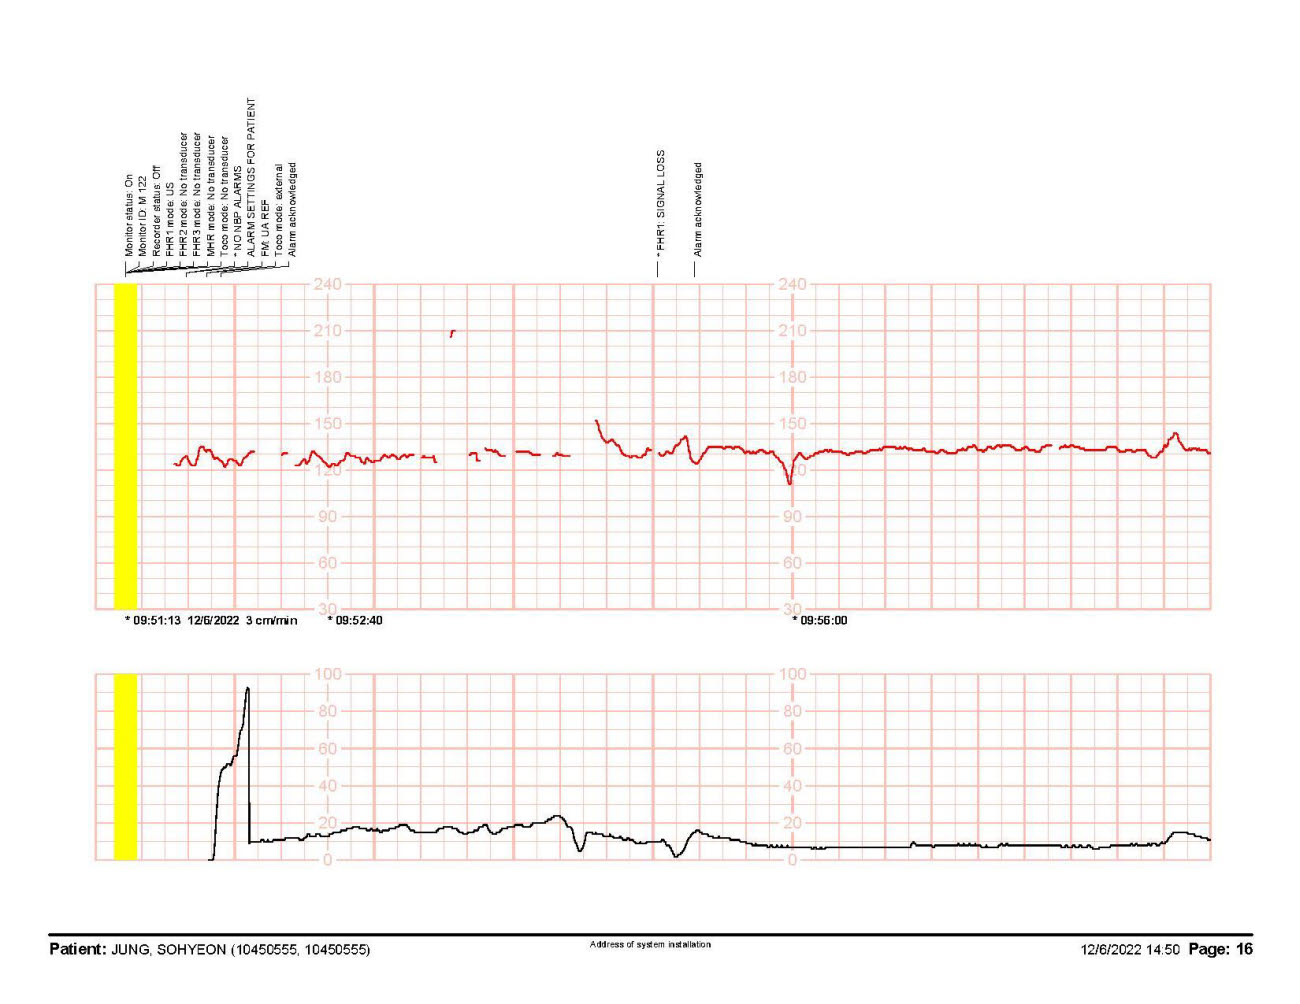 Monitor status: On
Monitor ID: M 122
Recorder status: Off
FHR1 mode: US
FHR2 mode: No transducer
FHR3 mode: No transducer
MHR mode: No transducer
Toco mode: No transducer
* NO NBP ALARMS
ALARM SETTINGS FOR PATIENT
FM: UA REF
Toco mode: external
Alarm acknowledged
* FHR1: SIGNAL LOSS
Alarm acknowledged
240 240
210 210
180 180
150 150
120 120
90 90
60 60
30 30
* 09:51:13 12/6/2022 3 cm/min * 09:52:40 * 09:56:00
100 100
80 80
60 60
40 40
20 20
0 0
Patient: JUNG, SOHYEON (10450555, 10450555) Address of system installation 12/6/2022 14:50 Page: 16